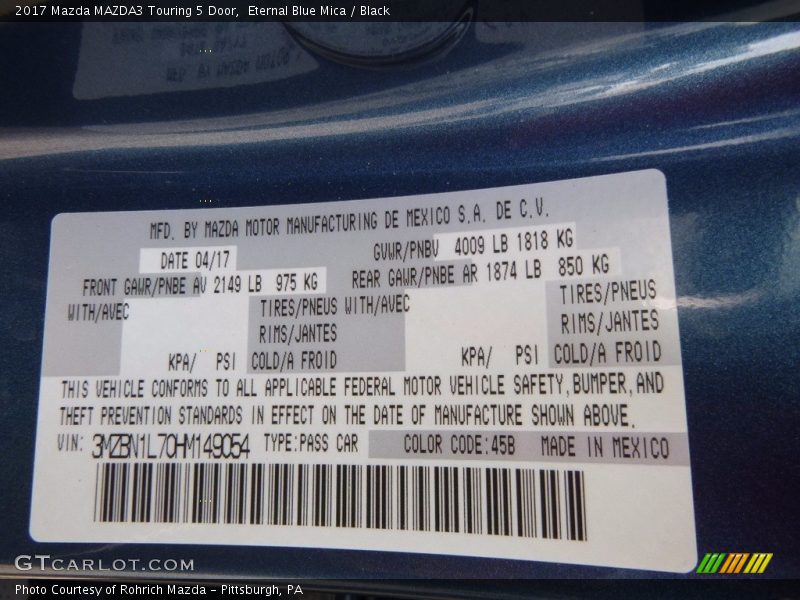 2017 Mazda MAZDA3 Touring 5 Door,  Eternal Blue Mica / Black
MFD. BY MAZDA MOTOR MANUFACTURING DE MEXICO S.A. DE C.V.
DATE 04/17 GVWR/PNBV 4009 LB 1818 KG
FRONT GAWR/PNBE AV 2149 LB 975 KG REAR GAWR/PNBE AR 1874 LB 850 KG
WITH/AVEC TIRES/PNEUS WITH/AVEC TIRES/PNEUS
RIMS/JANTES RIMS/JANTES
KPA/ PSI COLD/A FROID KPA/ PSI COLD/A FROID
THIS VEHICLE CONFORMS TO ALL APPLICABLE FEDERAL MOTOR VEHICLE SAFETY, BUMPER, AND
THEFT PREVENTION STANDARDS IN EFFECT ON THE DATE OF MANUFACTURE SHOWN ABOVE.
VIN: 3MZBN1L70HM149054 TYPE:PASS CAR COLOR CODE:45B MADE IN MEXICO
GTCARLOT.COM
Photo Courtesy of Rohrich Mazda – Pittsburgh, PA